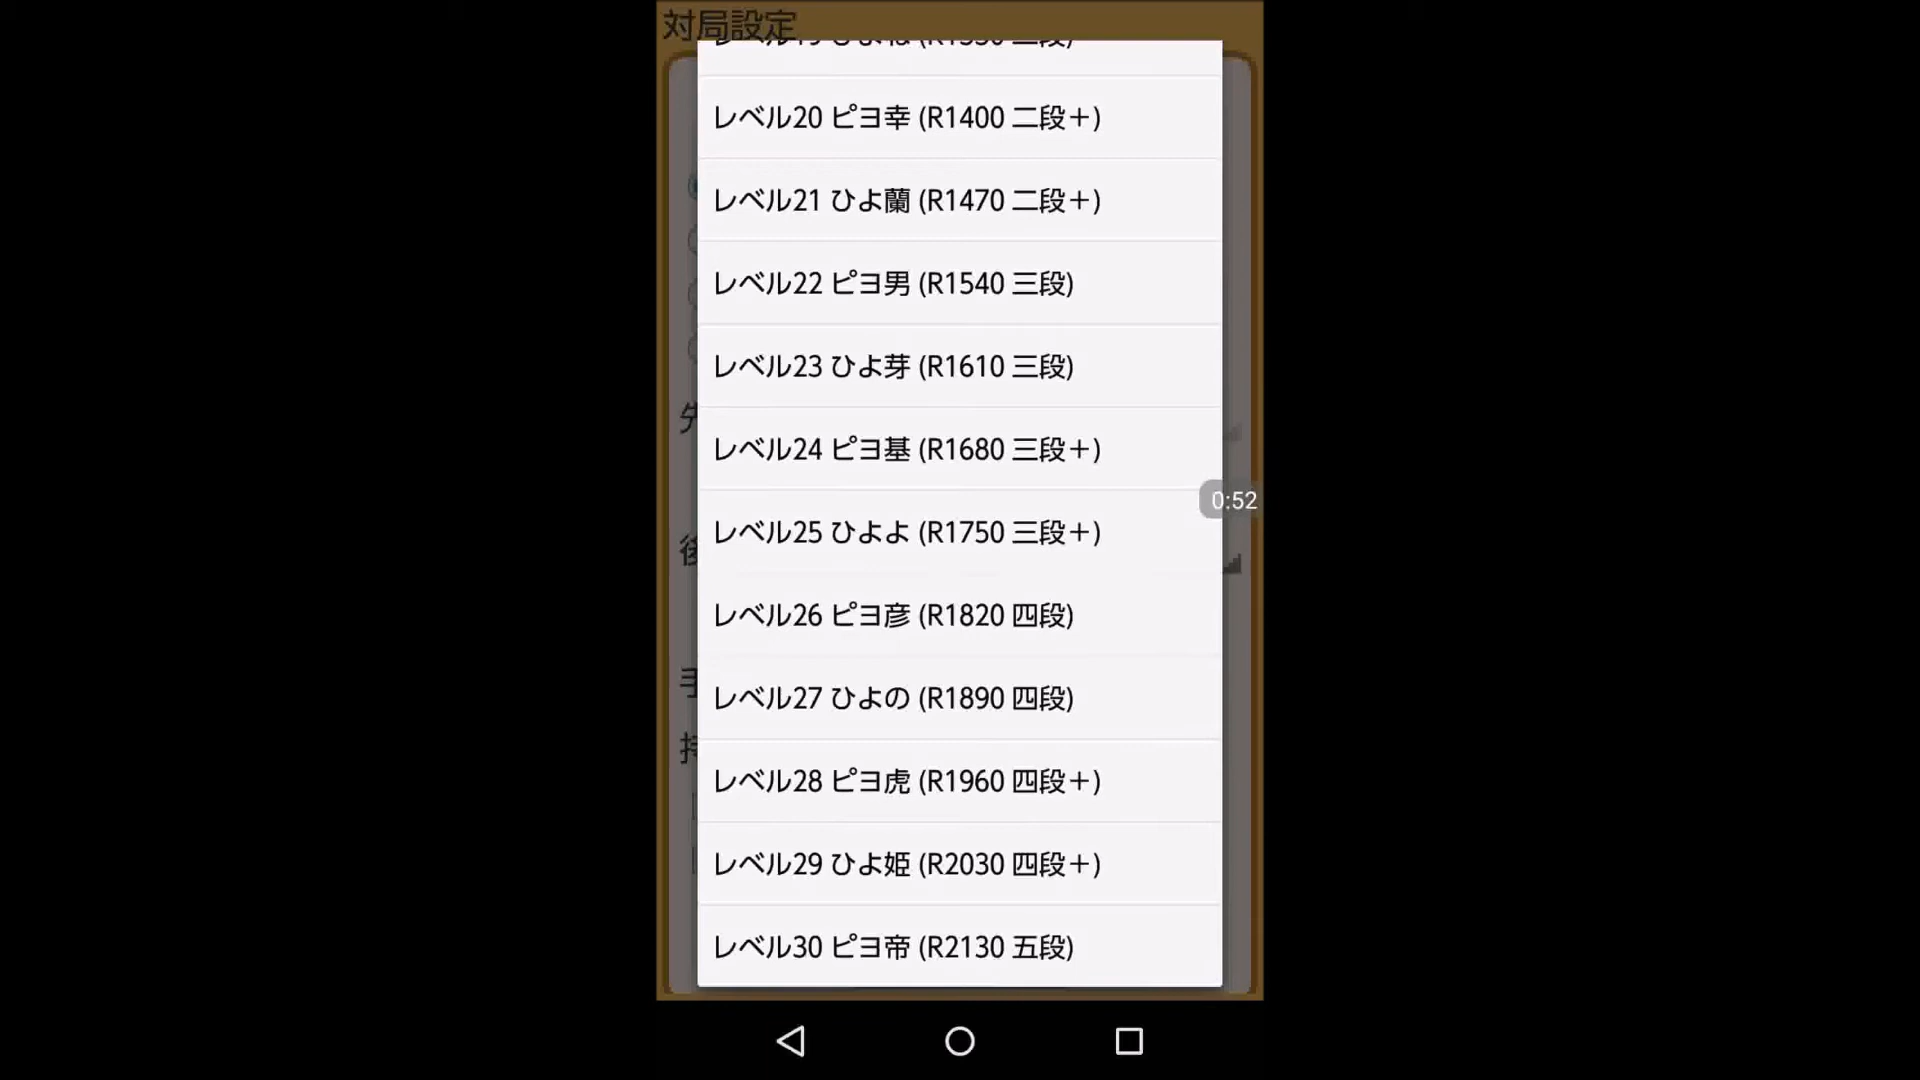 対局設定
レベル20 ピヨ幸 (R1400 二段＋)
レベル21 ひよ蘭 (R1470 二段＋)
レベル22 ピヨ男 (R1540 三段)
レベル23 ひよ芽 (R1610 三段)
先
レベル24 ピヨ基 (R1680 三段＋)
0:52
レベル25 ひよよ (R1750 三段＋)
後
レベル26 ピヨ彦 (R1820 四段)
手
レベル27 ひよの (R1890 四段)
持
レベル28 ピヨ虎 (R1960 四段＋)
レベル29 ひよ姫 (R2030 四段＋)
レベル30 ピヨ帝 (R2130 五段)